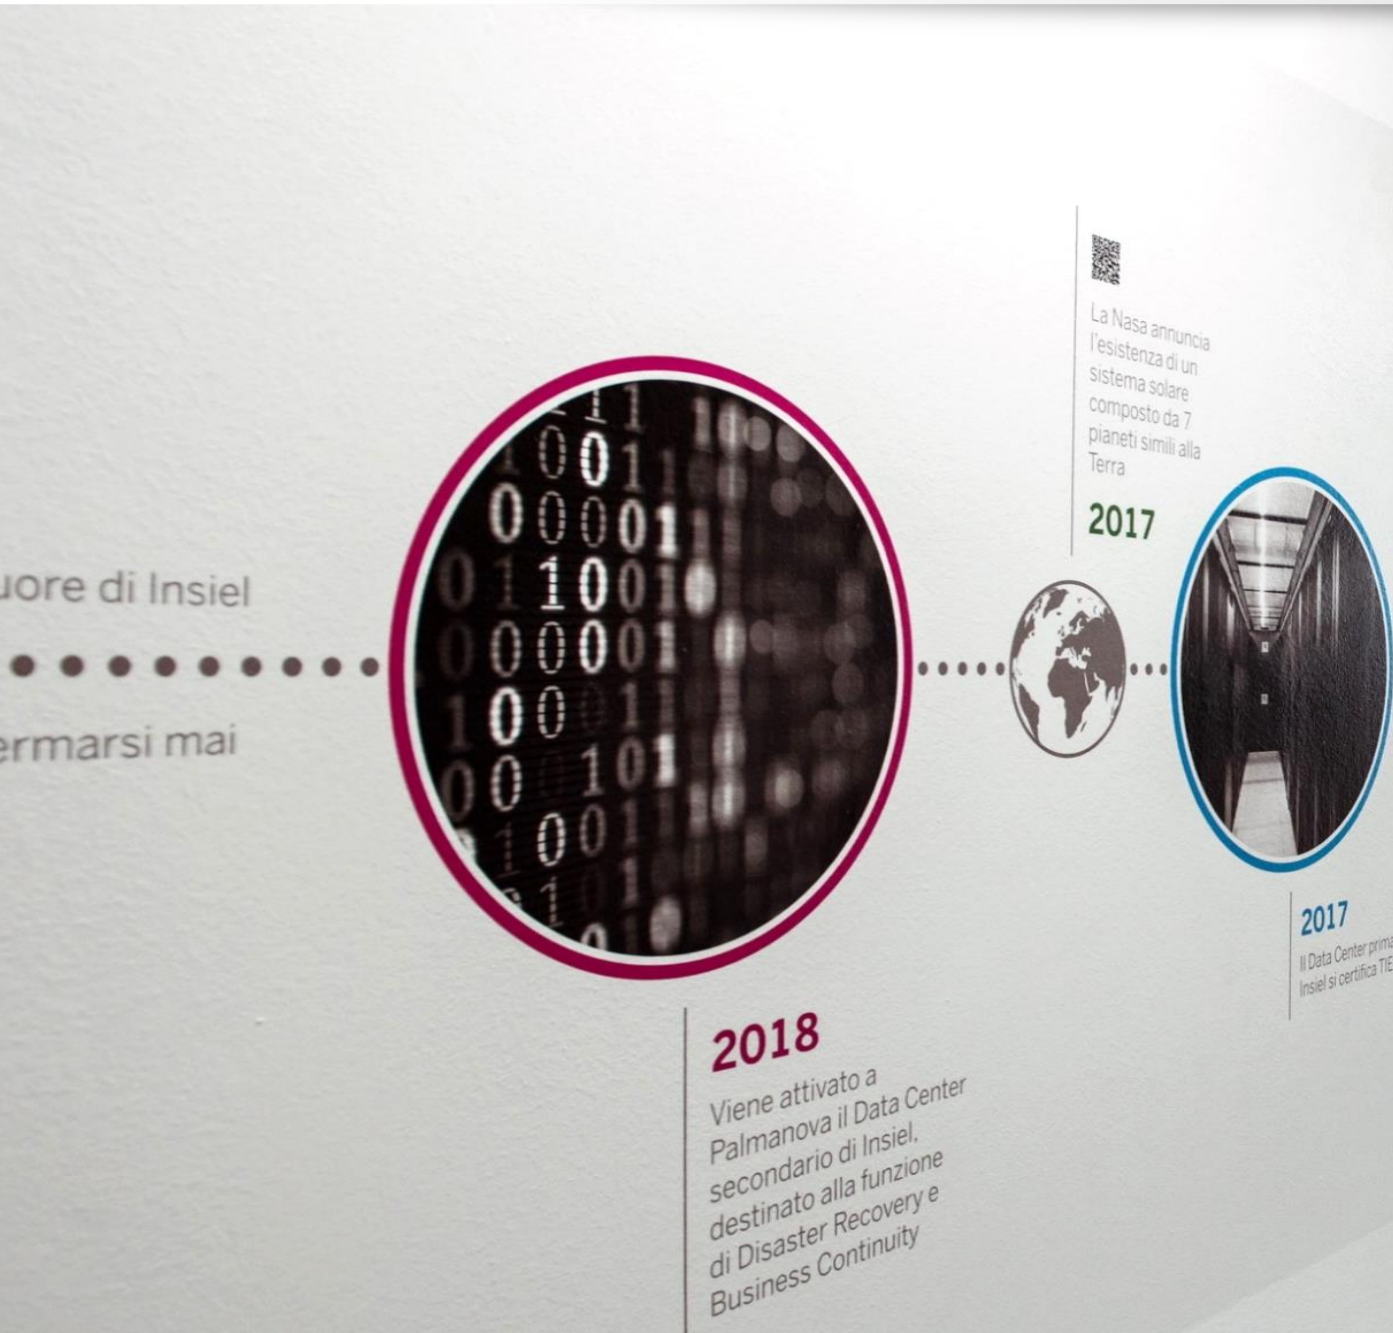 di Insiel
mai
La Nasa annuncia
l'esistenza di un
sistema solare
composto da 7
pianeti simili alla
Terra
2017
2018
Viene attivato a
Palmanova il Data Center
secondario di Insiel,
destinato alla funzione
di Disaster Recovery e
Business Continuity
2017
Il Data Center
Insiel si certifica